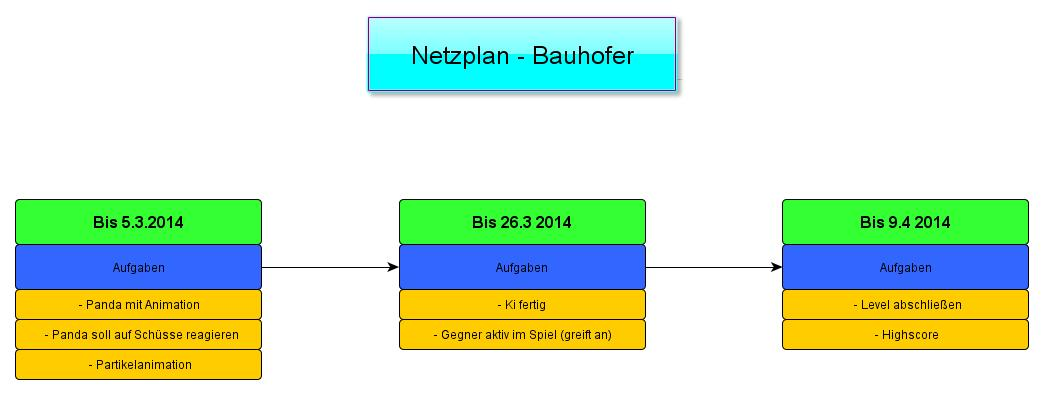 Netzplan - Bauhofer
Bis 5.3.2014
Aufgaben
- Panda mit Animation
- Panda soll auf Schüsse reagieren
- Partikelanimation
Bis 26.3 2014
Aufgaben
- Ki fertig
- Gegner aktiv im Spiel (greift an)
Bis 9.4 2014
Aufgaben
- Level abschließen
- Highscore